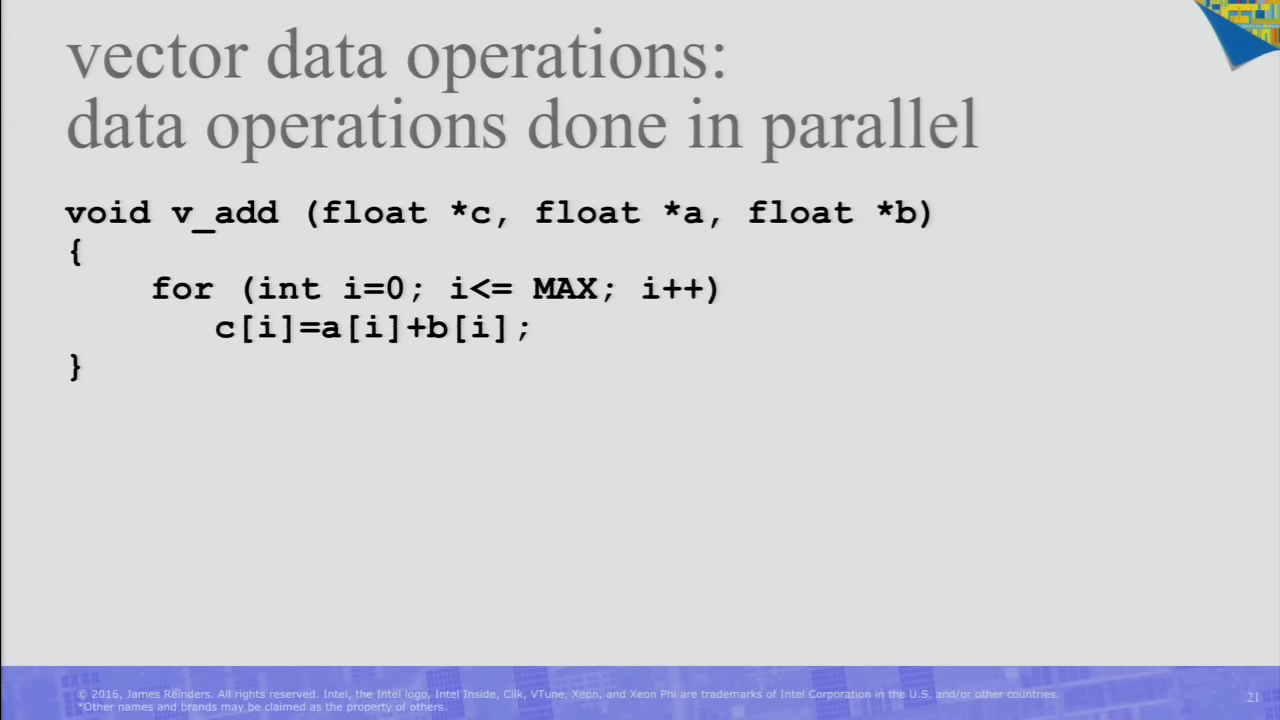 vector data operations:
data operations done in parallel
void v_add (float *c, float *a, float *b)
{
for (int i=0; i<= MAX; i++)
c[i]=a[i]+b[i];
}
© 2016, James Reinders. All rights reserved. Intel, the Intel logo, Intel Inside, Cilk, VTune, Xeon, and Xeon Phi are trademarks of Intel Corporation in the U.S. and/or other countries.
*Other names and brands may be claimed as the property of others.
21